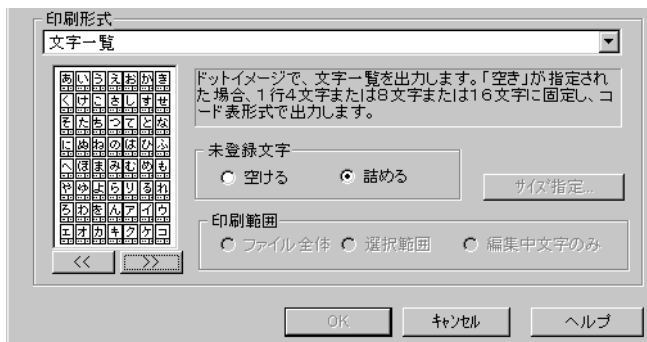 印刷形式
文字一覧
あいうえおかき
くけこさしすせ
そたちつてとな
にぬねのはひふ
へほまみむめも
やゆよらりるれ
ろわをんアイウ
エオカキクケコ
<< >>
ドットイメージで、文字一覧を出力します。「空き」が指定され
た場合、1行4文字または8文字または16文字に固定し、コ
ード表形式で出力します。
未登録文字
空ける 詰める
サイズ指定...
印刷範囲
ファイル全体 選択範囲 編集中文字のみ
OK キャンセル ヘルプ